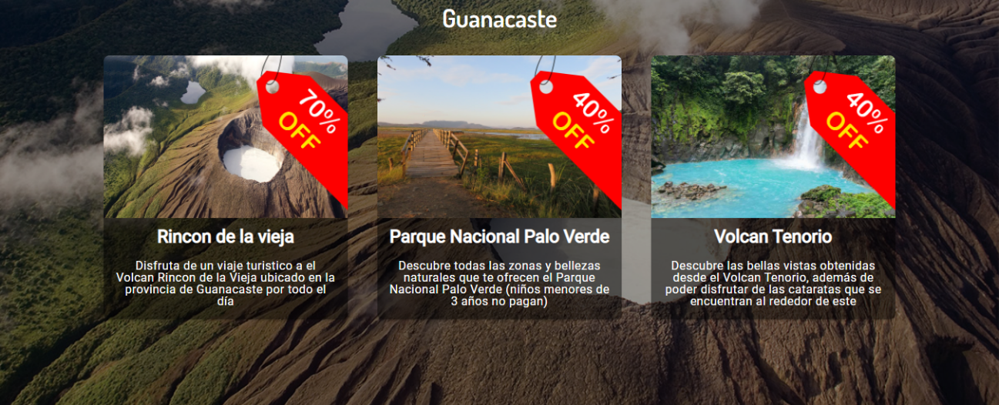 Guanacaste
70%
OFF
40%
OFF
40%
OFF
Rincon de la vieja
Disfruta de un viaje turistico a el
Volcan Rincon de la Vieja ubicado en la
provincia de Guanacaste por todo el
día
Parque Nacional Palo Verde
Descubre todas las zonas y bellezas
naturales que te ofrecen el Parque
Nacional Palo Verde (niños menores de
3 años no pagan)
Volcan Tenorio
Descubre las bellas vistas obtenidas
desde el Volcan Tenorio, además de
poder disfrutar de las cataratas que se
encuentran al rededor de este